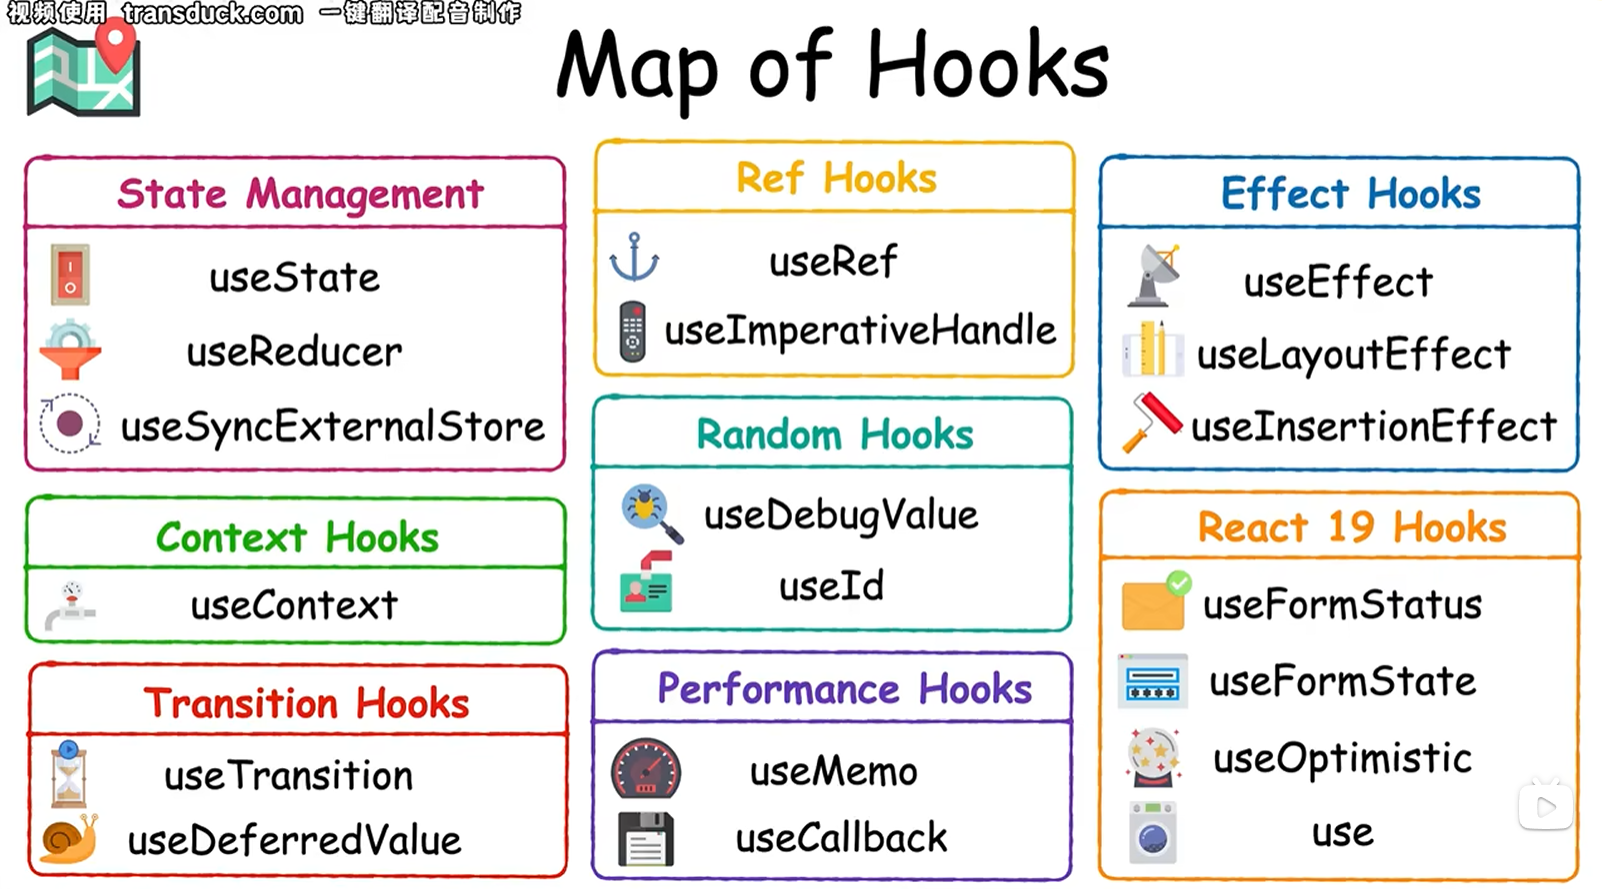 视频使用 transduck.com 一键翻译配音制作
Map of Hooks
State Management
useState
useReducer
useSyncExternalStore
Context Hooks
useContext
Transition Hooks
useTransition
useDeferredValue
Ref Hooks
useRef
useImperativeHandle
Random Hooks
useDebugValue
useId
Performance Hooks
useMemo
useCallback
Effect Hooks
useEffect
useLayoutEffect
useInsertionEffect
React 19 Hooks
useFormStatus
useFormState
useOptimistic
use